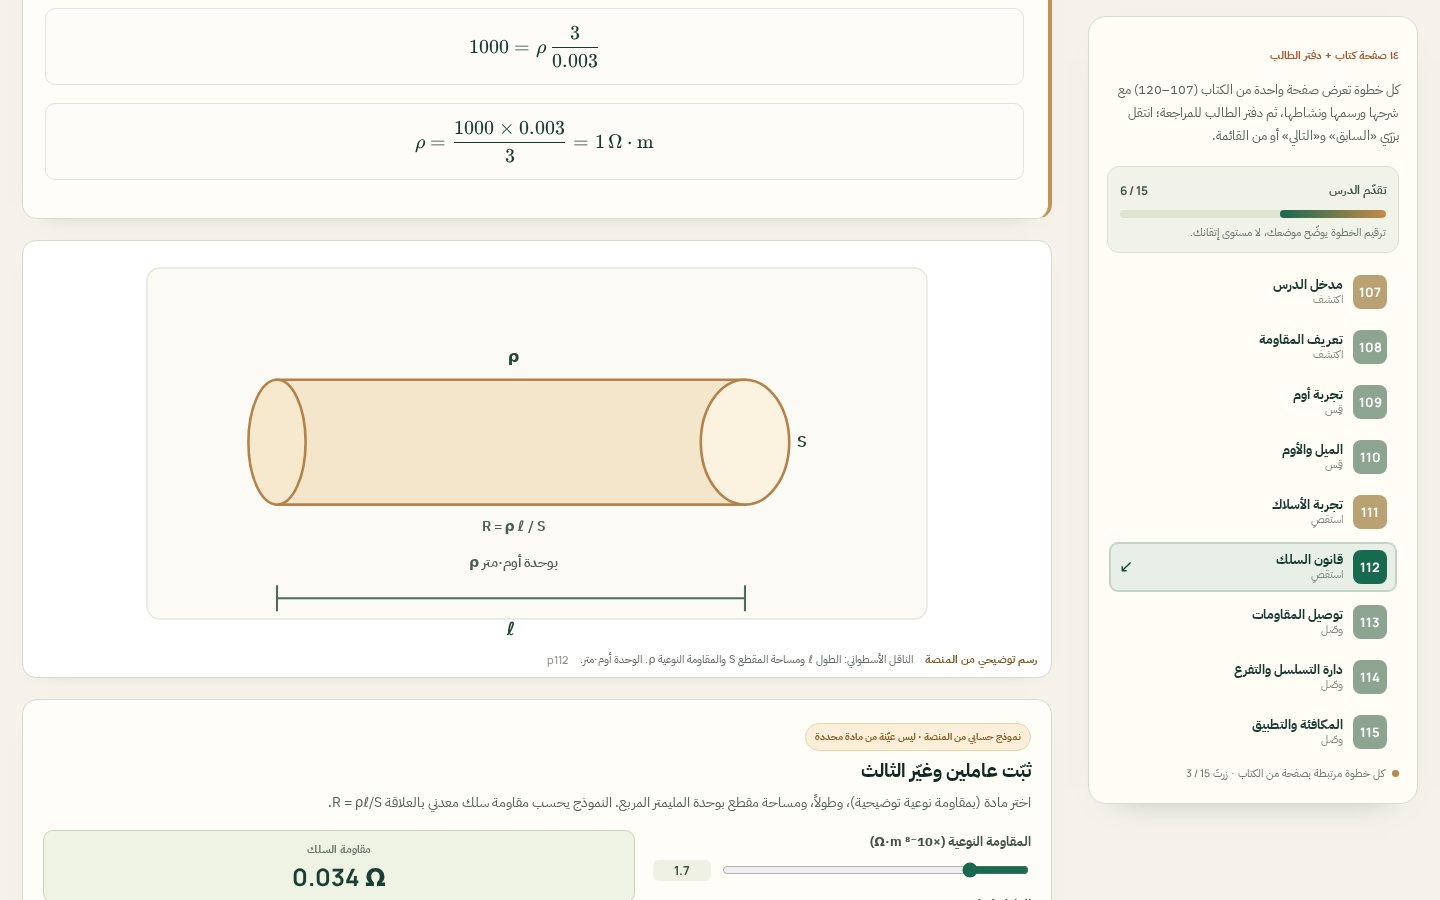 1000 = ρ 3/0.003
ρ = 1000 × 0.003/3 = 1 Ω · m
ρ
S
R = ρ ℓ / S
ρ بوحدة أوم·متر
ℓ
رسم توضيحي من المنصة الناقل الأسطواني: الطول ℓ ومساحة المقطع S والمقاومة النوعية ρ. الوحدة أوم·متر. p112
نموذج حسابي من المنصة · ليس عيّنة من مادة محددة
ثبّت عاملين وغيّر الثالث
اختر مادة (بمقاومة نوعية توضيحية)، وطولاً، ومساحة مقطع بوحدة المليمتر المربع. النموذج يحسب مقاومة سلك معدني بالعلاقة R = ρℓ/S.
المقاومة النوعية (×10⁻⁸ Ω·m)
1.7
مقاومة السلك
0.034 Ω
١٤ صفحة كتاب + دفتر الطالب
كل خطوة تعرض صفحة واحدة من الكتاب (107–120) مع
شرحها ورسمها ونشاطها، ثم دفتر الطالب للمراجعة؛ انتقل
بزرّي «السابق» و«التالي» أو من القائمة.
تقدّم الدرس
6 / 15
ترقيم الخطوة يوضّح موضعك، لا مستوى إتقانك.
107 مدخل الدرس
اكتشف
108 تعريف المقاومة
اكتشف
109 تجربة أوم
قِس
110 الميل والأوم
قِس
111 تجربة الأسلاك
استقصِ
112 قانون السلك ↙
استقصِ
113 توصيل المقاومات
وصّل
114 دارة التسلسل والتفرع
وصّل
115 المكافئة والتطبيق
وصّل
كل خطوة مرتبطة بصفحة من الكتاب · زرتَ 15 / 3